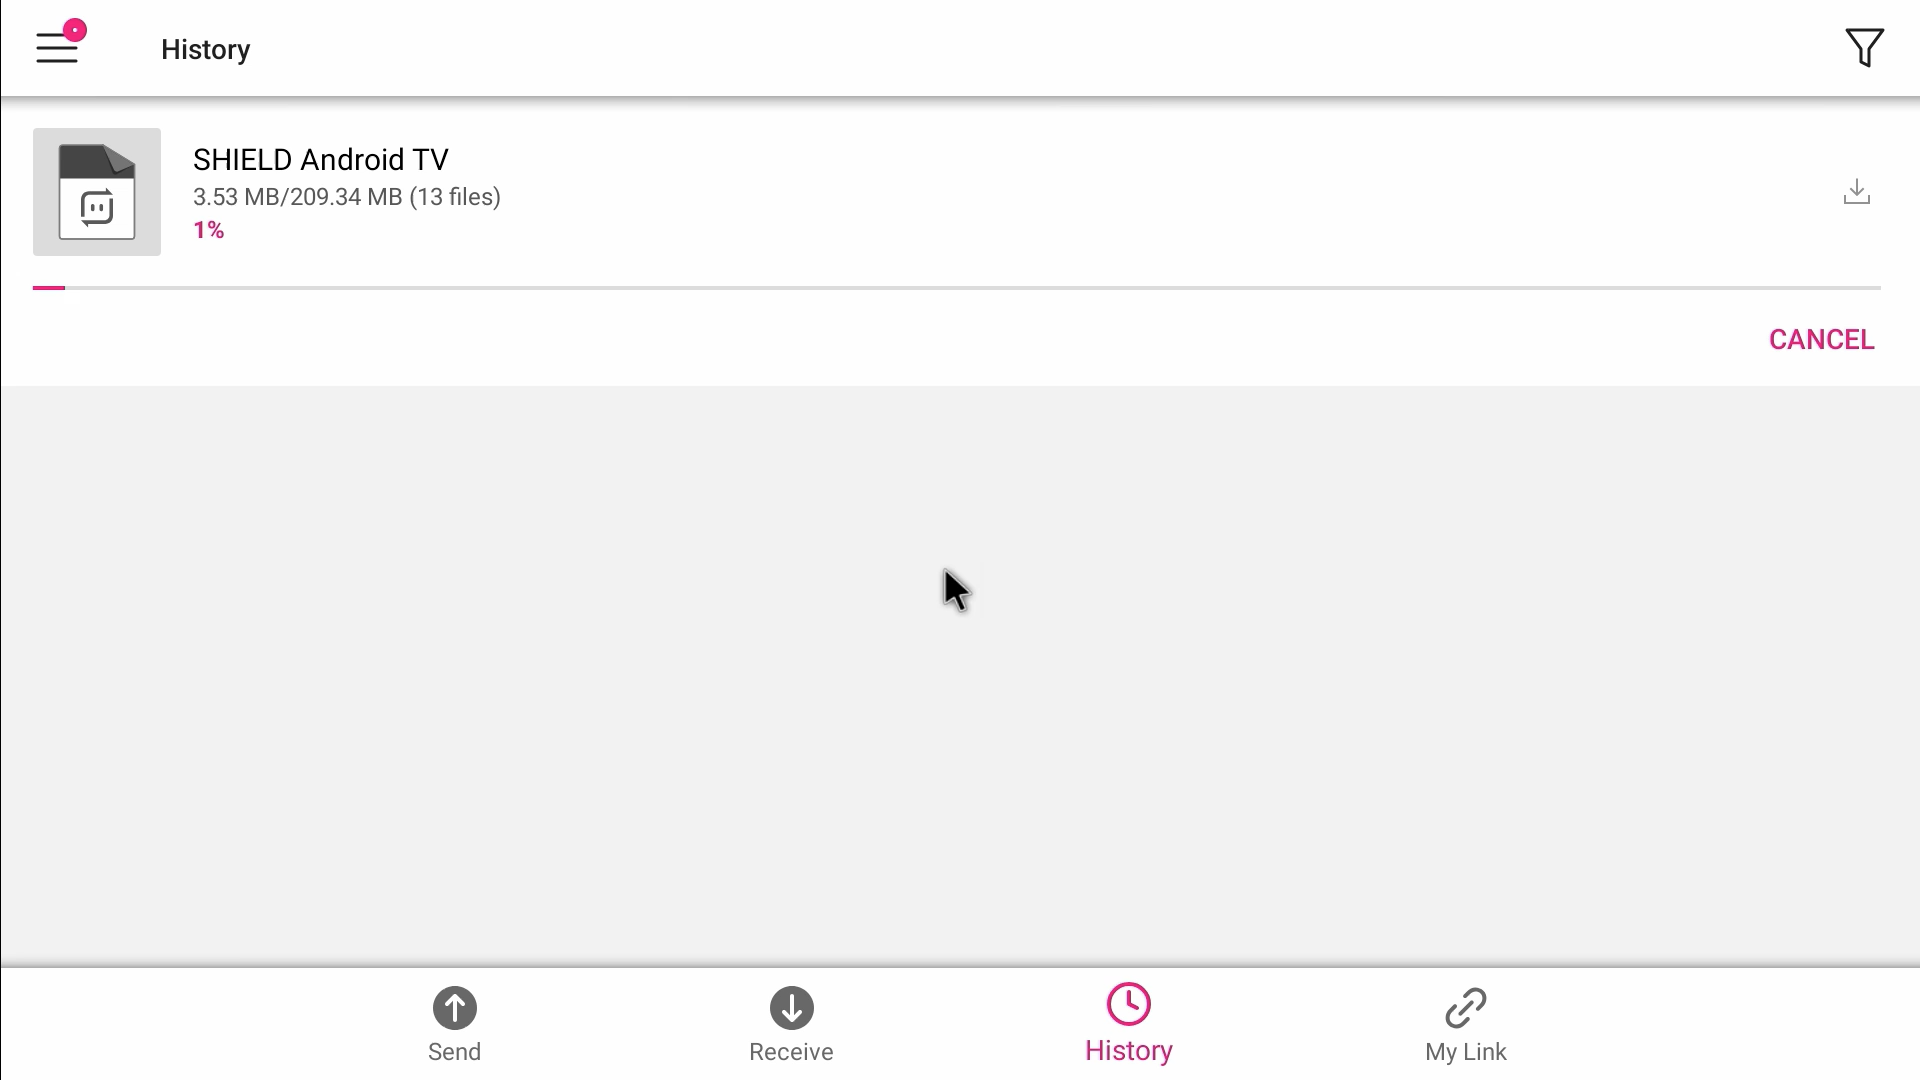 History
SHIELD Android TV
3.53 MB/209.34 MB (13 files)
1%
CANCEL
Send
Receive
History
My Link